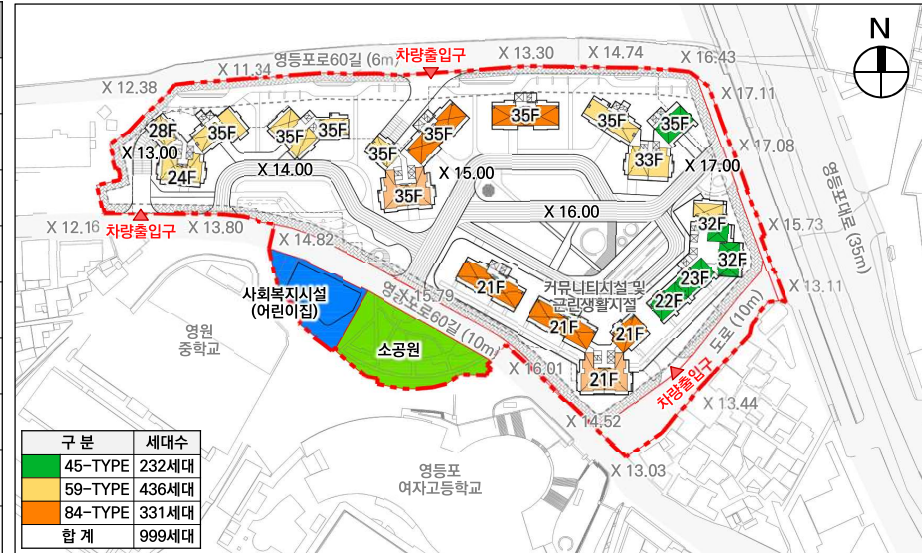 N
영등포로60길 (6m)
차량출입구
X 13.30
X 14.74
X 16.43
X 11.34
X 12.38
X 17.11
28F
35F
35F
35F
35F
35F
35F
35F
X 13.00
X 17.08
24F
X 14.00
35F
X 15.00
33F
X 17.00
35F
영등포대로 (35m)
X 16.00
X 12.16
차량출입구
X 13.80
32F
X 15.73
X 14.82
32F
21F
23F
X 13.11
사회복지시설
(어린이집)
X 15.79
커뮤니티시설 및
근린생활시설
22F
영등포로60길 (10m)
도로 (10m)
영원
중학교
21F
21F
소공원
X 16.01
21F
차량출입구
X 13.44
X 14.52
X 13.03
영등포
여자고등학교
구 분 세대수
45-TYPE 232세대
59-TYPE 436세대
84-TYPE 331세대
합 계 999세대